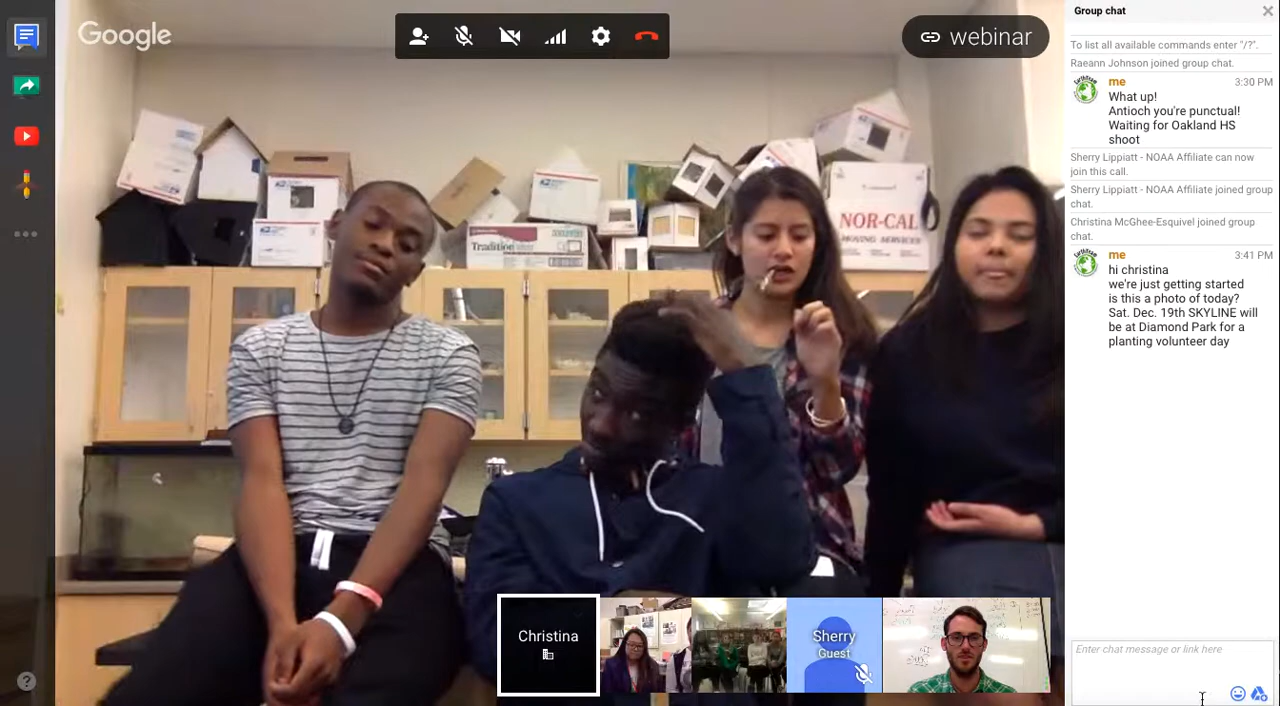 Google
webinar
Group chat
To list all available commands enter "/?".
Raeann Johnson joined group chat.
me 3:30 PM
What up!
Antioch you're punctual!
Waiting for Oakland HS
shoot
Sherry Lippiatt - NOAA Affiliate can now
join this call.
Sherry Lippiatt - NOAA Affiliate joined group
chat.
Christina McGhee-Esquivel joined group
chat.
me 3:41 PM
hi christina
we're just getting started
is this a photo of today?
Sat. Dec. 19th SKYLINE will
be at Diamond Park for a
planting volunteer day
Enter chat message or link here
Tradition
NOR-CAL
MOVING SERVICES
Christina
Sherry
Guest